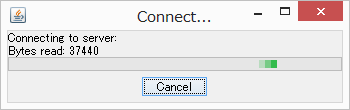 Connect...
Connecting to server:
Bytes read: 37440
Cancel